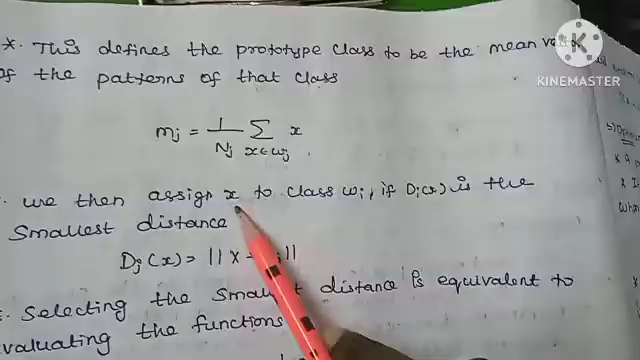 *. This defines the prototype class to be the mean
of the patterns of that class
mj = 1/Nj Σ x∈ωj x
we then assign x to class ωi, if Di(x) is the
Smallest distance
Dj(x) = ||x - ||
Selecting the smallest distance is equivalent to
evaluating the functions
KINEMASTER